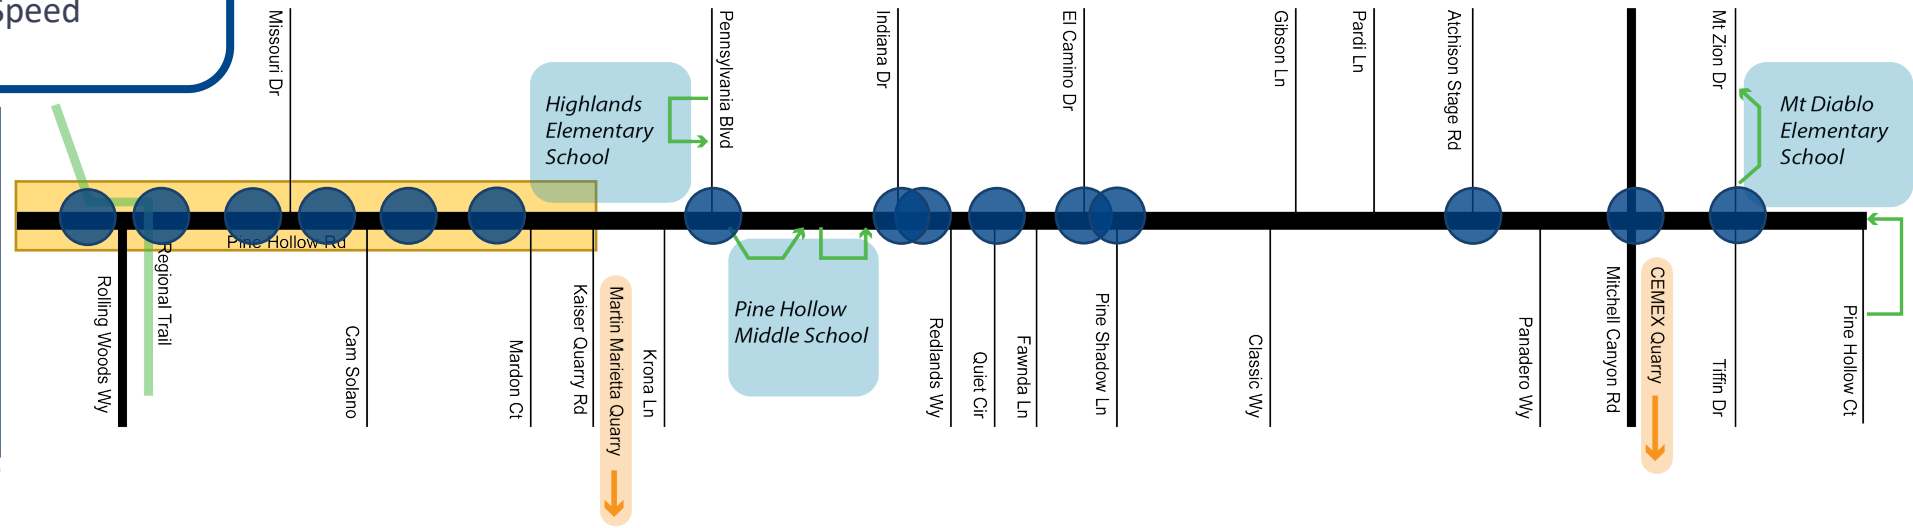 Speed
Missouri Dr
Pennsylvania Blvd
Indiana Dr
El Camino Dr
Gibson Ln
Pardi Ln
Atchison Stage Rd
Mt Zion Dr
Highlands
Elementary
School
Mt Diablo
Elementary
School
Pine Hollow Rd
Rolling Woods Wy
Regional Trail
Cam Solano
Mardon Ct
Kaiser Quarry Rd
Martin Marietta Quarry
Krona Ln
Pine Hollow
Middle School
Redlands Wy
Quiet Cir
Fawnda Ln
Pine Shadow Ln
Classic Wy
Panadero Wy
Mitchell Canyon Rd
CEMEX Quarry
Tiffin Dr
Pine Hollow Ct